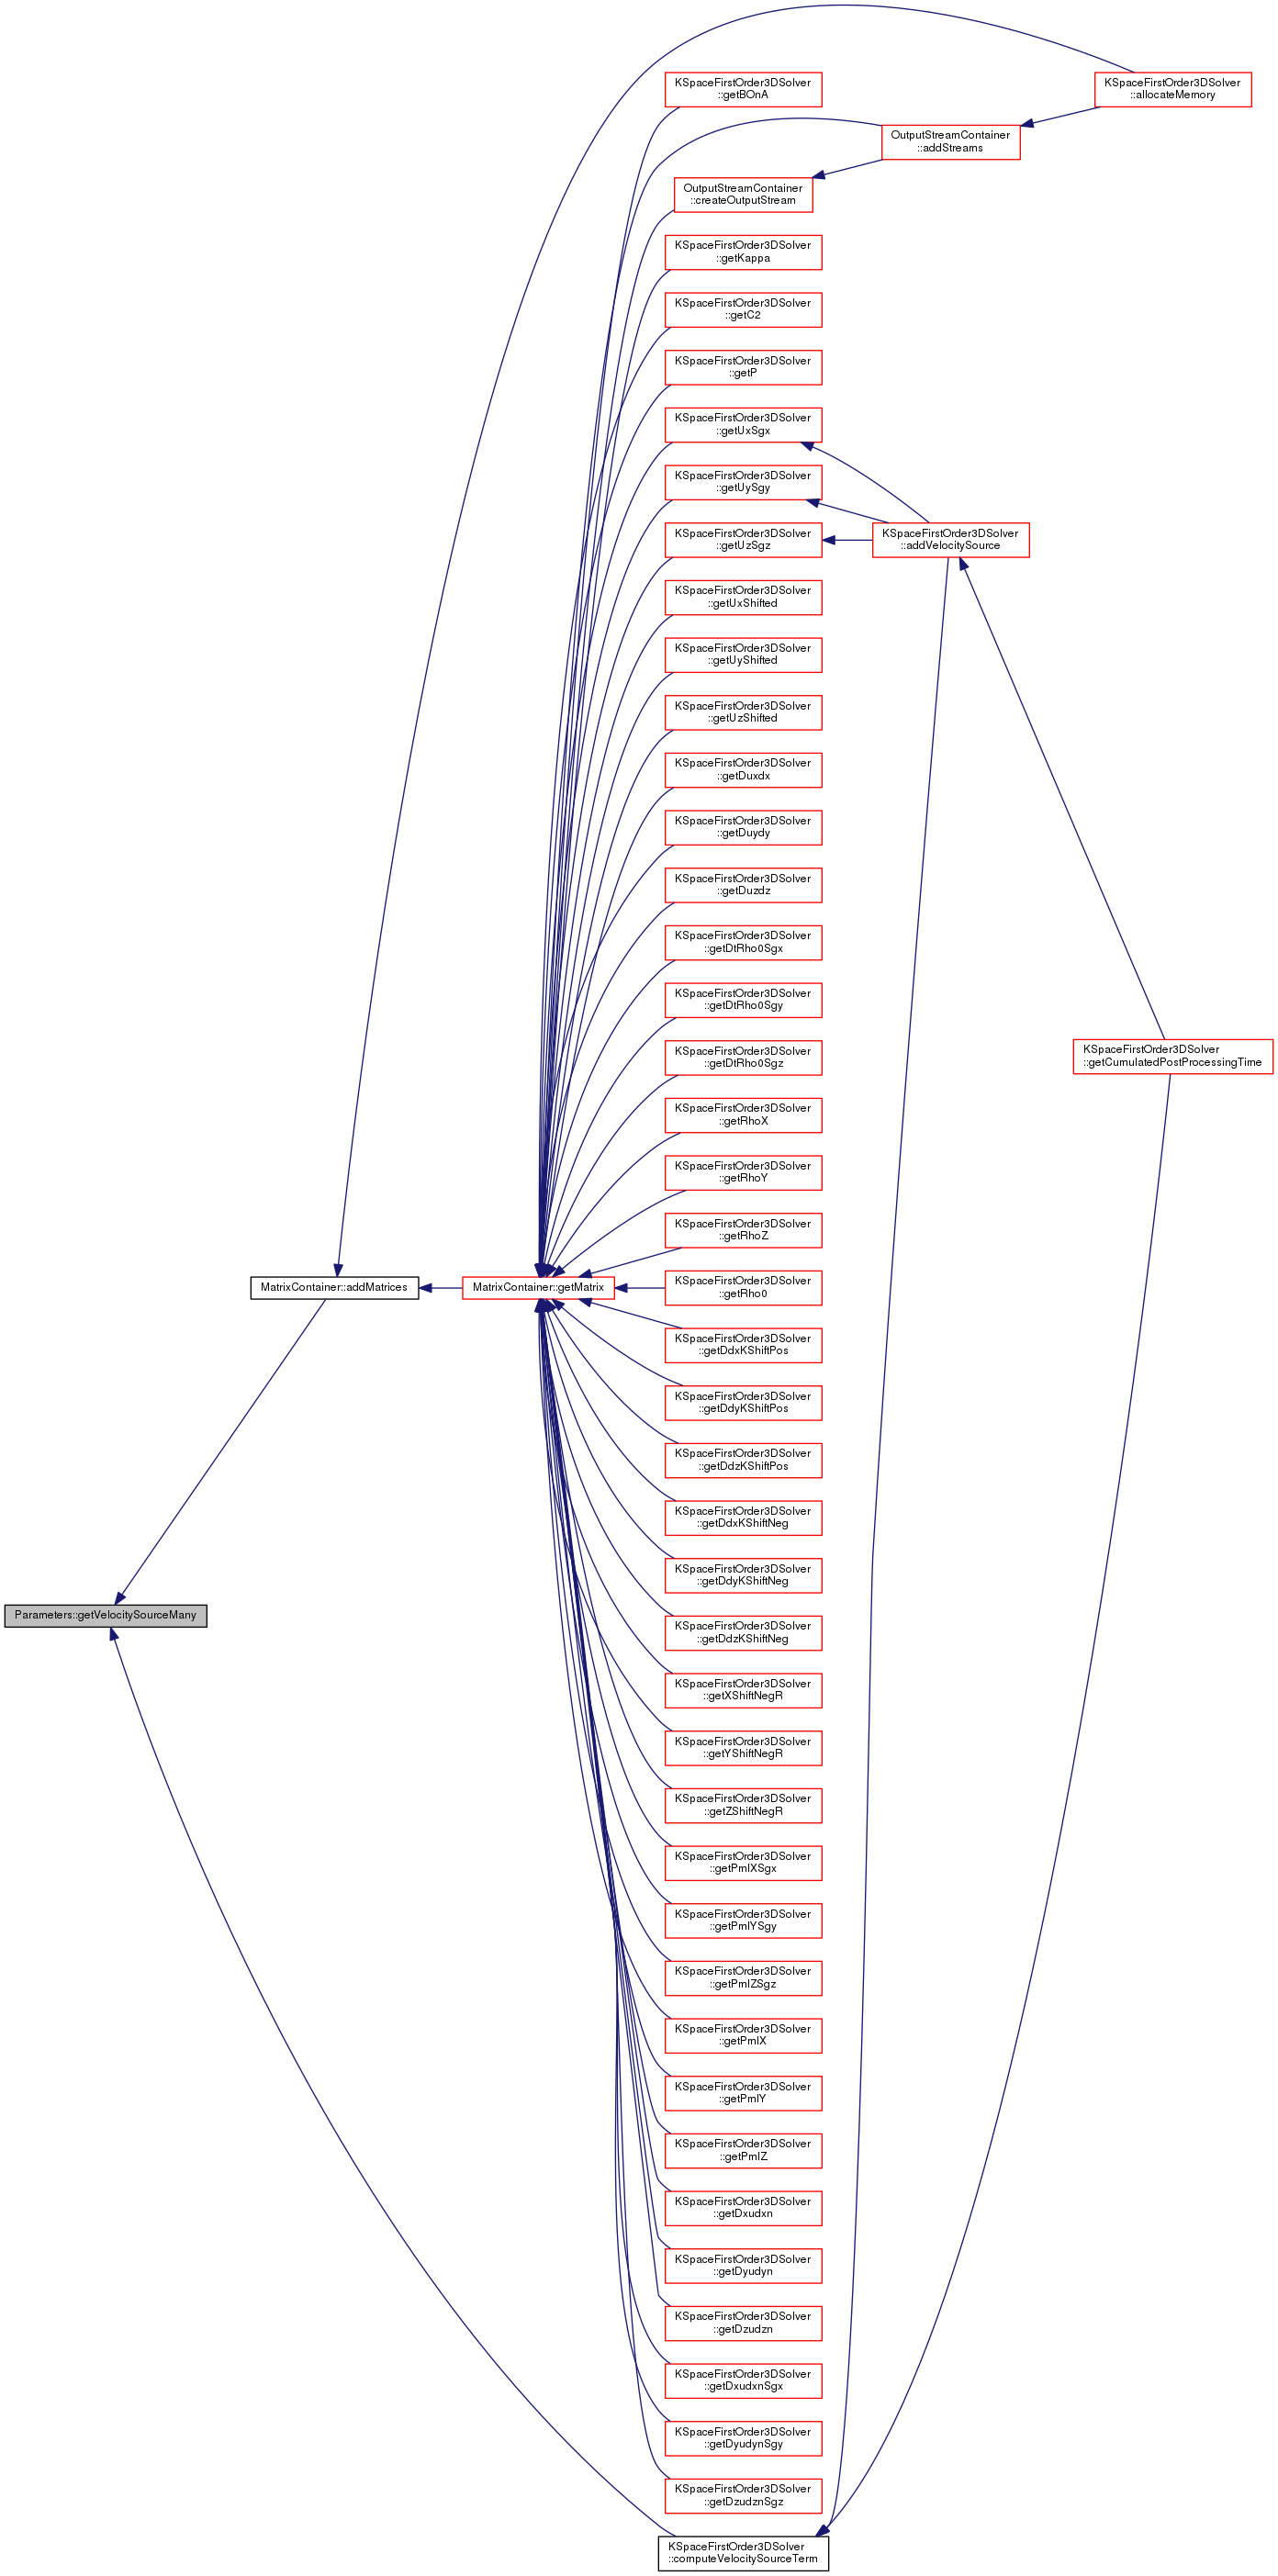 KSpaceFirstOrder3DSolver
::allocateMemory
KSpaceFirstOrder3DSolver
::getBOnA
OutputStreamContainer
::addStreams
OutputStreamContainer
::createOutputStream
KSpaceFirstOrder3DSolver
::getKappa
KSpaceFirstOrder3DSolver
::getC2
KSpaceFirstOrder3DSolver
::getP
KSpaceFirstOrder3DSolver
::getUxSgx
KSpaceFirstOrder3DSolver
::getUySgy
KSpaceFirstOrder3DSolver
::getUzSgz
KSpaceFirstOrder3DSolver
::addVelocitySource
KSpaceFirstOrder3DSolver
::getUxShifted
KSpaceFirstOrder3DSolver
::getUyShifted
KSpaceFirstOrder3DSolver
::getUzShifted
KSpaceFirstOrder3DSolver
::getDuxdx
KSpaceFirstOrder3DSolver
::getDuydy
KSpaceFirstOrder3DSolver
::getDuzdz
KSpaceFirstOrder3DSolver
::getDtRho0Sgx
KSpaceFirstOrder3DSolver
::getDtRho0Sgy
KSpaceFirstOrder3DSolver
::getDtRho0Sgz
KSpaceFirstOrder3DSolver
::getCumulatedPostProcessingTime
KSpaceFirstOrder3DSolver
::getRhoX
KSpaceFirstOrder3DSolver
::getRhoY
KSpaceFirstOrder3DSolver
::getRhoZ
MatrixContainer::addMatrices
MatrixContainer::getMatrix
KSpaceFirstOrder3DSolver
::getRho0
KSpaceFirstOrder3DSolver
::getDdxKShiftPos
KSpaceFirstOrder3DSolver
::getDdyKShiftPos
KSpaceFirstOrder3DSolver
::getDdzKShiftPos
KSpaceFirstOrder3DSolver
::getDdxKShiftNeg
KSpaceFirstOrder3DSolver
::getDdyKShiftNeg
Parameters::getVelocitySourceMany
KSpaceFirstOrder3DSolver
::getDdzKShiftNeg
KSpaceFirstOrder3DSolver
::getXShiftNegR
KSpaceFirstOrder3DSolver
::getYShiftNegR
KSpaceFirstOrder3DSolver
::getZShiftNegR
KSpaceFirstOrder3DSolver
::getPmlXSgx
KSpaceFirstOrder3DSolver
::getPmlYSgy
KSpaceFirstOrder3DSolver
::getPmlZSgz
KSpaceFirstOrder3DSolver
::getPmlX
KSpaceFirstOrder3DSolver
::getPmlY
KSpaceFirstOrder3DSolver
::getPmlZ
KSpaceFirstOrder3DSolver
::getDxudxn
KSpaceFirstOrder3DSolver
::getDyudyn
KSpaceFirstOrder3DSolver
::getDzudzn
KSpaceFirstOrder3DSolver
::getDxudxnSgx
KSpaceFirstOrder3DSolver
::getDyudynSgy
KSpaceFirstOrder3DSolver
::getDzudznSgz
KSpaceFirstOrder3DSolver
::computeVelocitySourceTerm